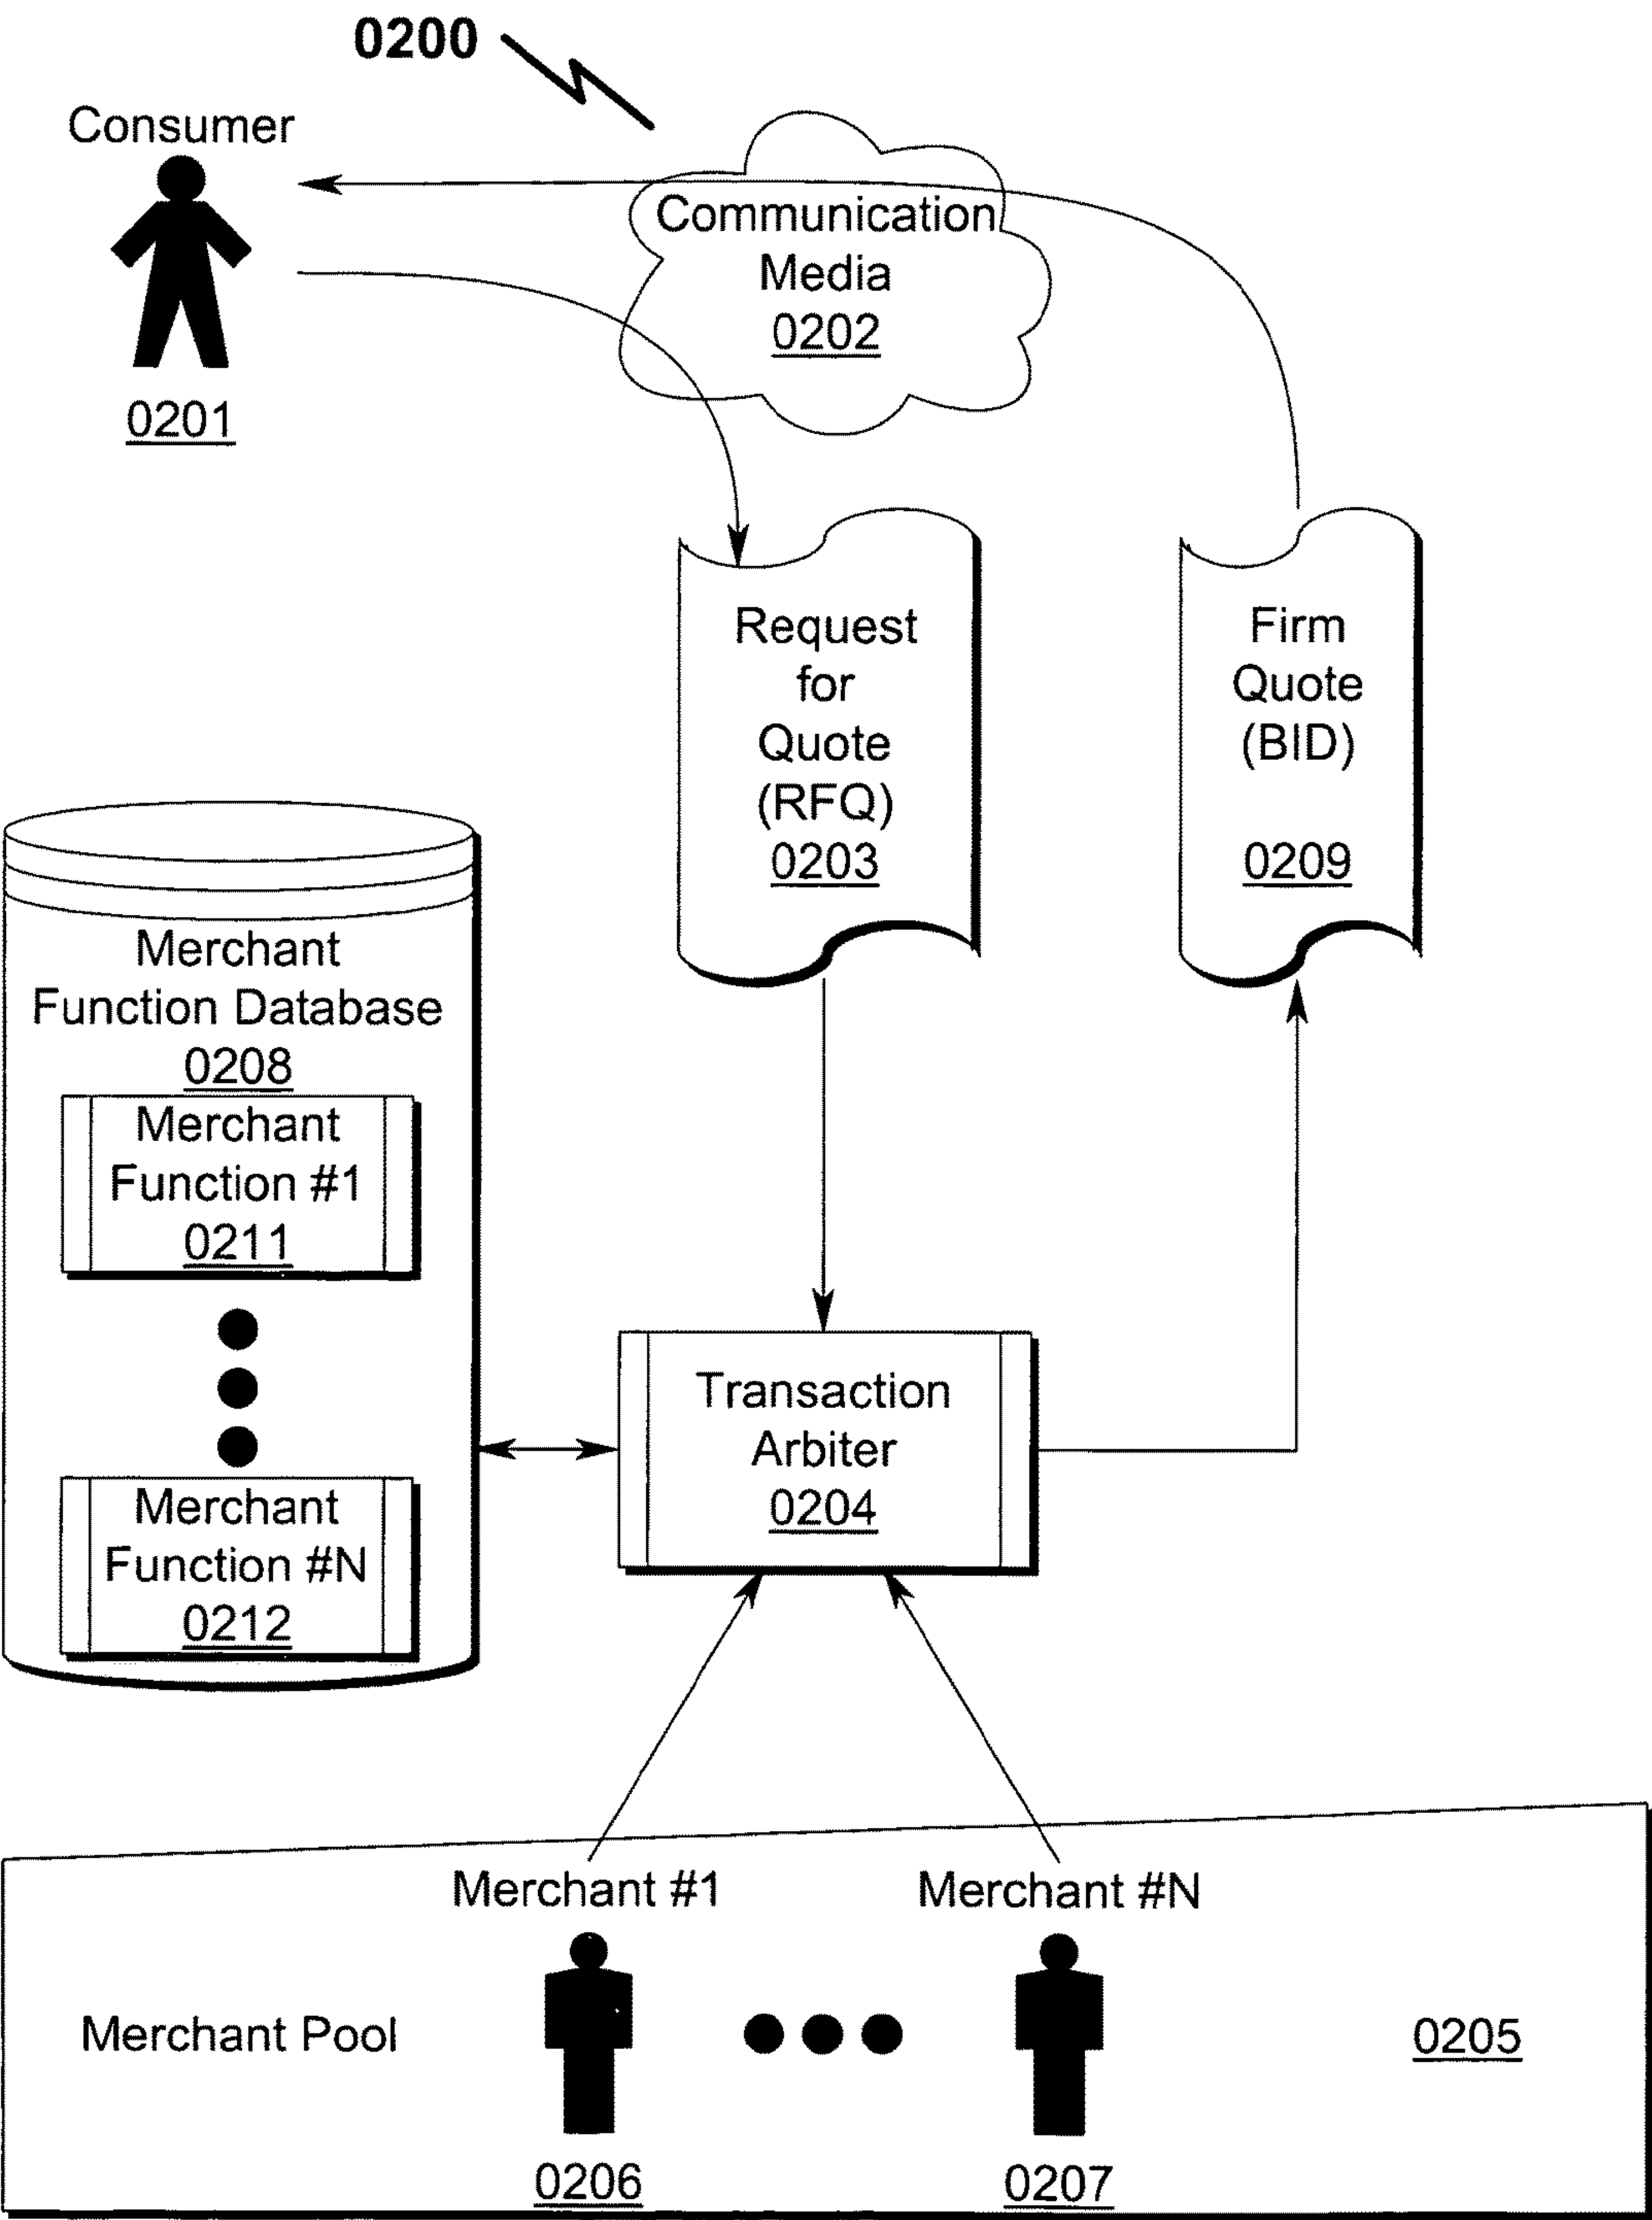 0200
Consumer
0201
Communication
Media
0202
Request
for
Quote
(RFQ)
0203
Firm
Quote
(BID)
0209
Merchant
Function Database
0208
Merchant
Function #1
0211
Merchant
Function #N
0212
Transaction
Arbiter
0204
Merchant #1
Merchant #N
Merchant Pool
0205
0206
0207